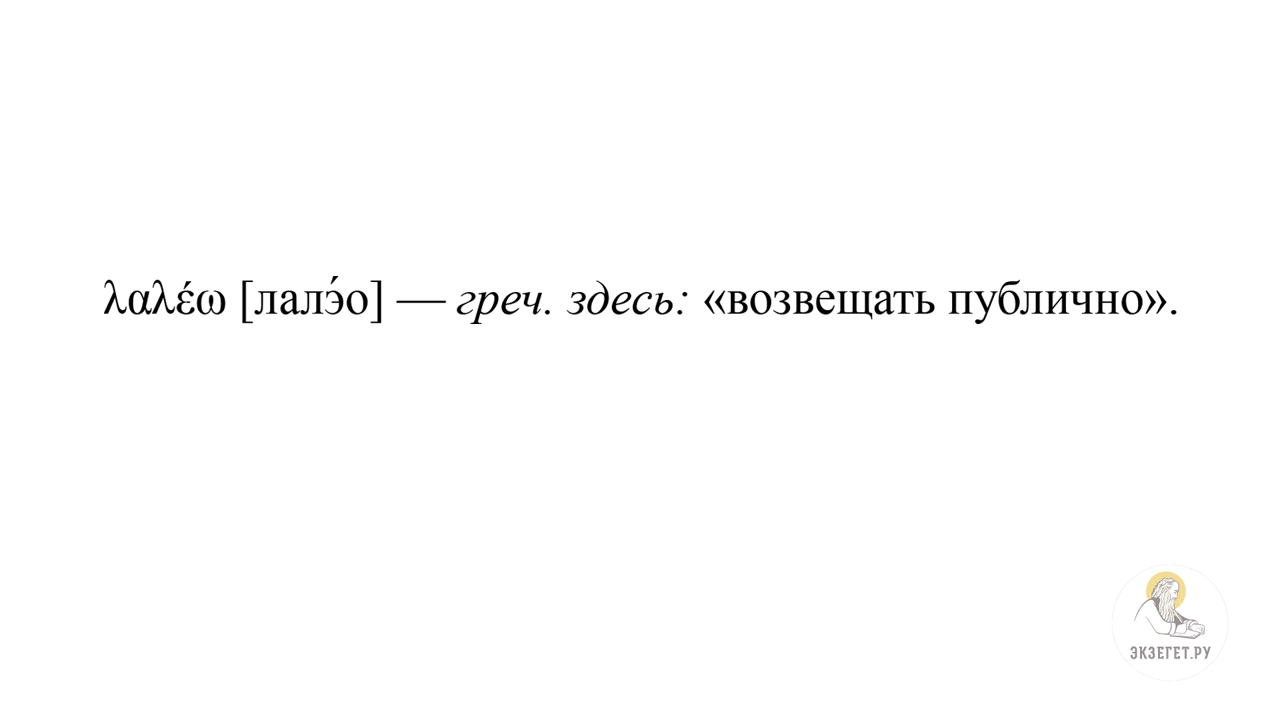 λαλέω [лалэ́о] — греч. здесь: «возвещать публично».
ЭКЗЕГЕТ.РУ